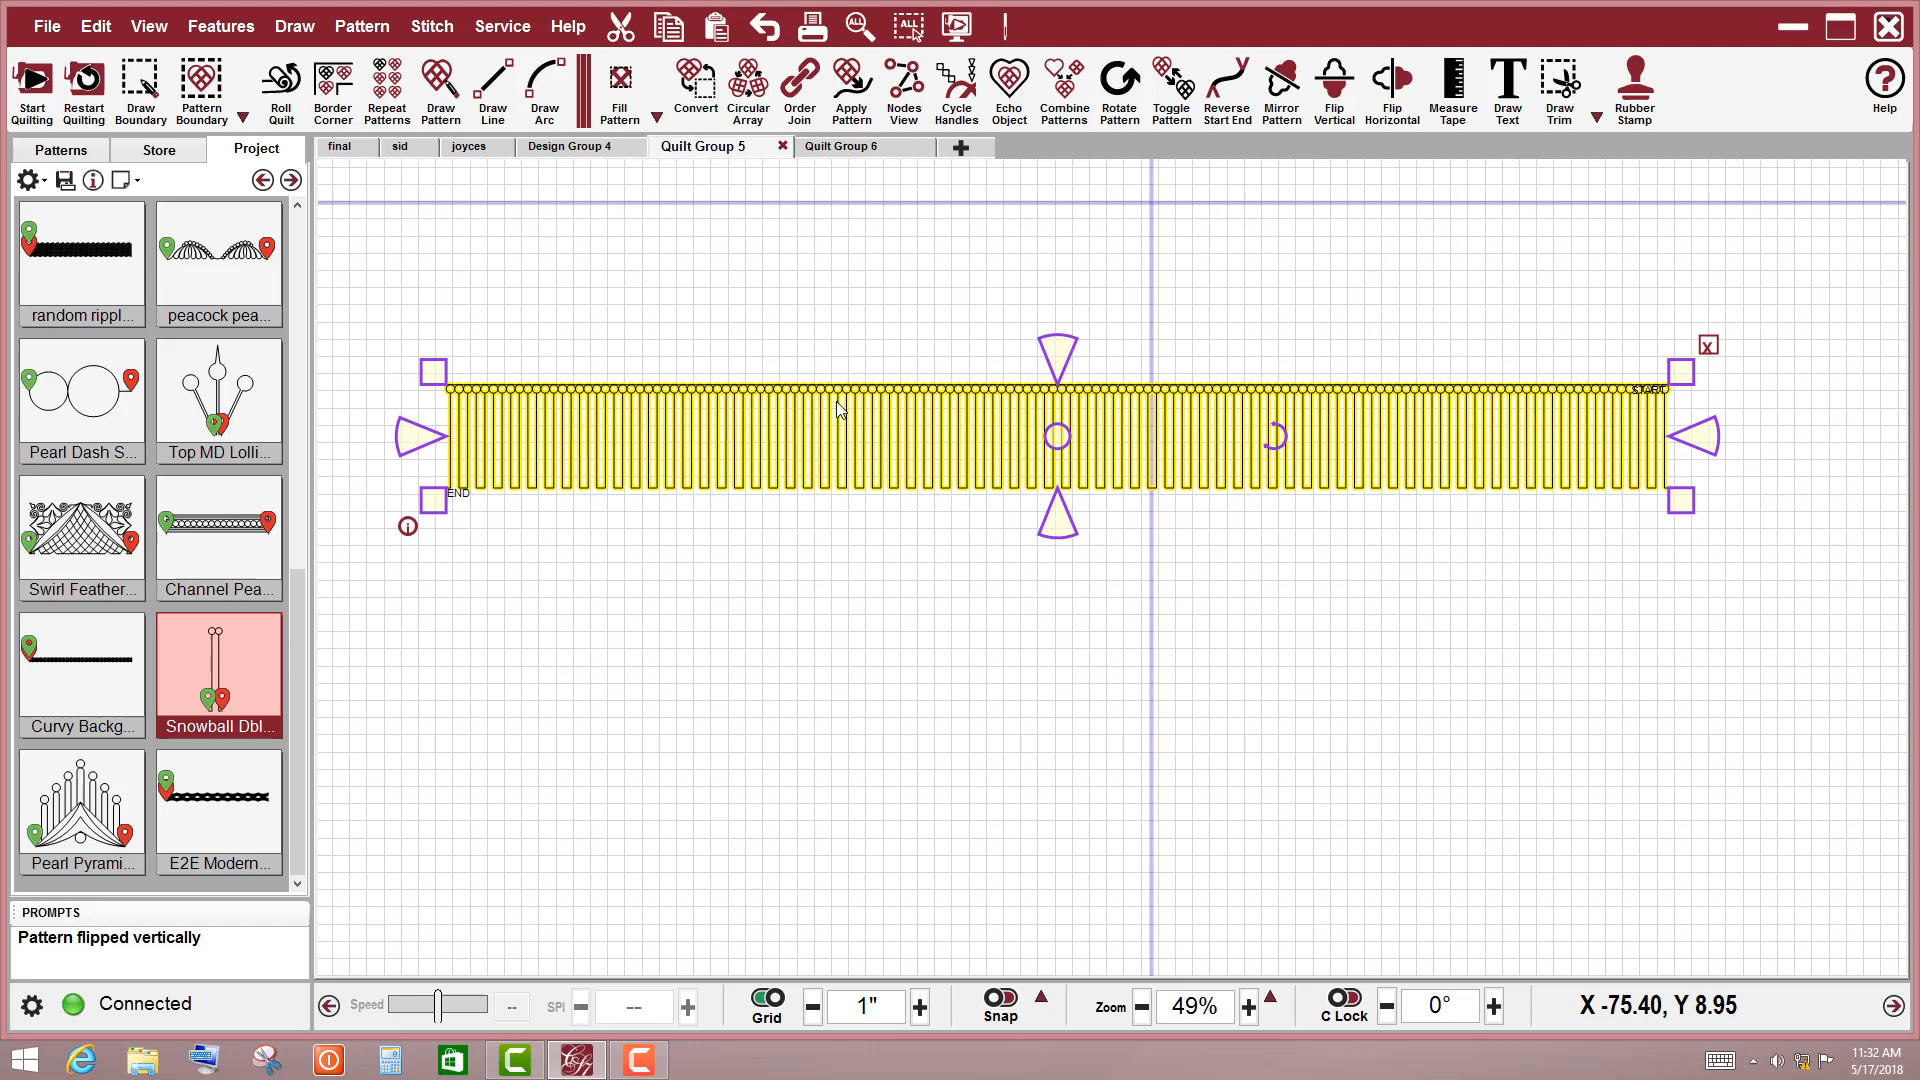 File Edit View Features Draw Pattern Stitch Service Help
ALL ALL
Start Quilting Restart Quilting Draw Boundary Pattern Boundary Roll Quilt Border Corner Repeat Patterns Draw Pattern Draw Line Draw Arc Fill Pattern Convert Circular Array Order Join Apply Pattern Nodes View Cycle Handles Echo Object Combine Patterns Rotate Pattern Toggle Pattern Reverse Start End Mirror Pattern Flip Vertical Flip Horizontal Measure Tape Draw Text Draw Trim Rubber Stamp Help
Patterns Store Project
final sid joyces Design Group 4 Quilt Group 5 Quilt Group 6
random rippl... peacock pea...
Pearl Dash S... Top MD Lolli...
Swirl Feather... Channel Pea...
Curvy Backg... Snowball Dbl...
Pearl Pyrami... E2E Modern...
X
START
END
PROMPTS
Pattern flipped vertically
Connected
Speed -- SPI -- Grid 1" Snap Zoom 49% C Lock 0° X -75.40, Y 8.95
11:32 AM
5/17/2018